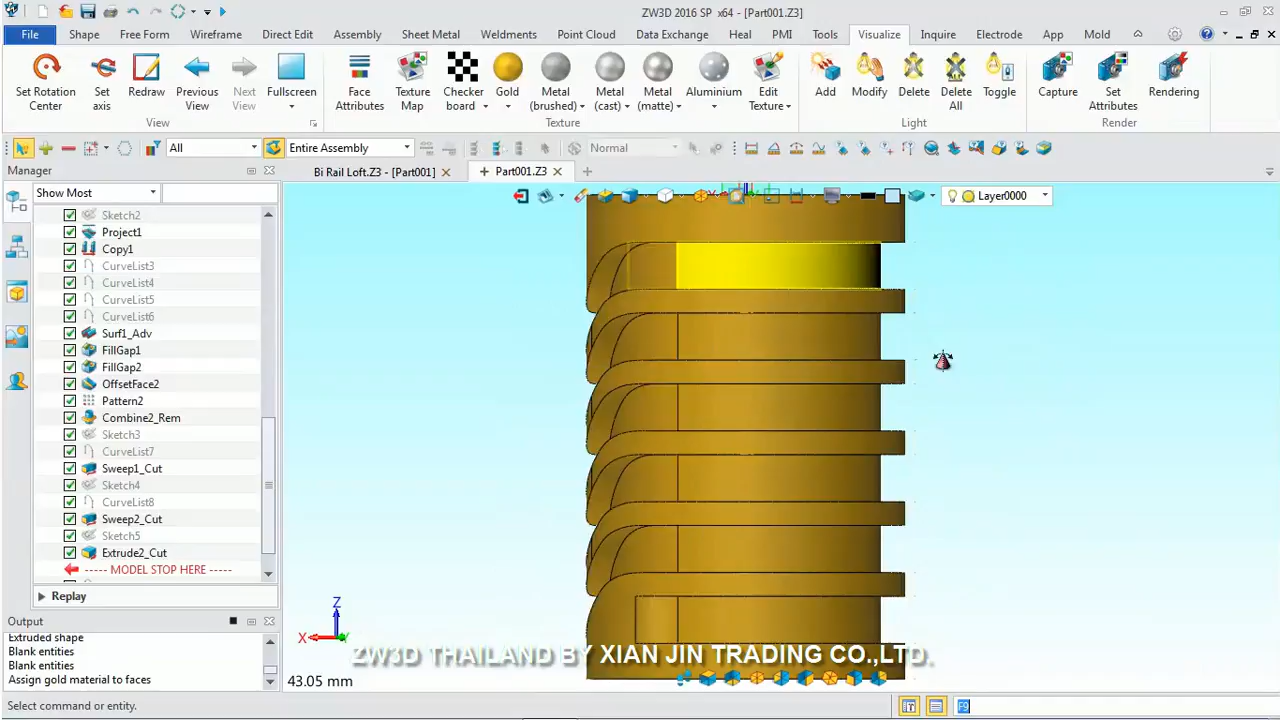 ZW3D 2016 SP x64 - [Part001.Z3]
File Shape Free Form Wireframe Direct Edit Assembly Sheet Metal Weldments Point Cloud Data Exchange Heal PMI Tools Visualize Inquire Electrode App Mold
Set Rotation Center Set axis Redraw Previous View Next View Fullscreen Face Attributes Texture Map Checker board Gold Metal (brushed) Metal (cast) Metal (matte) Aluminium Edit Texture Add Modify Delete Delete All Toggle Capture Set Attributes Rendering
View Texture Light Render
All Entire Assembly Normal
Manager Bi Rail Loft.Z3 - [Part001] Part001.Z3
Show Most Layer0000
Sketch2
Project1
Copy1
CurveList3
CurveList4
CurveList5
CurveList6
Surf1_Adv
FillGap1
FillGap2
OffsetFace2
Pattern2
Combine2_Rem
Sketch3
CurveList7
Sweep1_Cut
Sketch4
CurveList8
Sweep2_Cut
Sketch5
Extrude2_Cut
----- MODEL STOP HERE -----
Replay
Output
Extruded shape
Blank entities
Blank entities
Assign gold material to faces
Z
X
Y
ZW3D THAILAND BY XIAN JIN TRADING CO.,LTD.
43.05 mm
Select command or entity.
F9